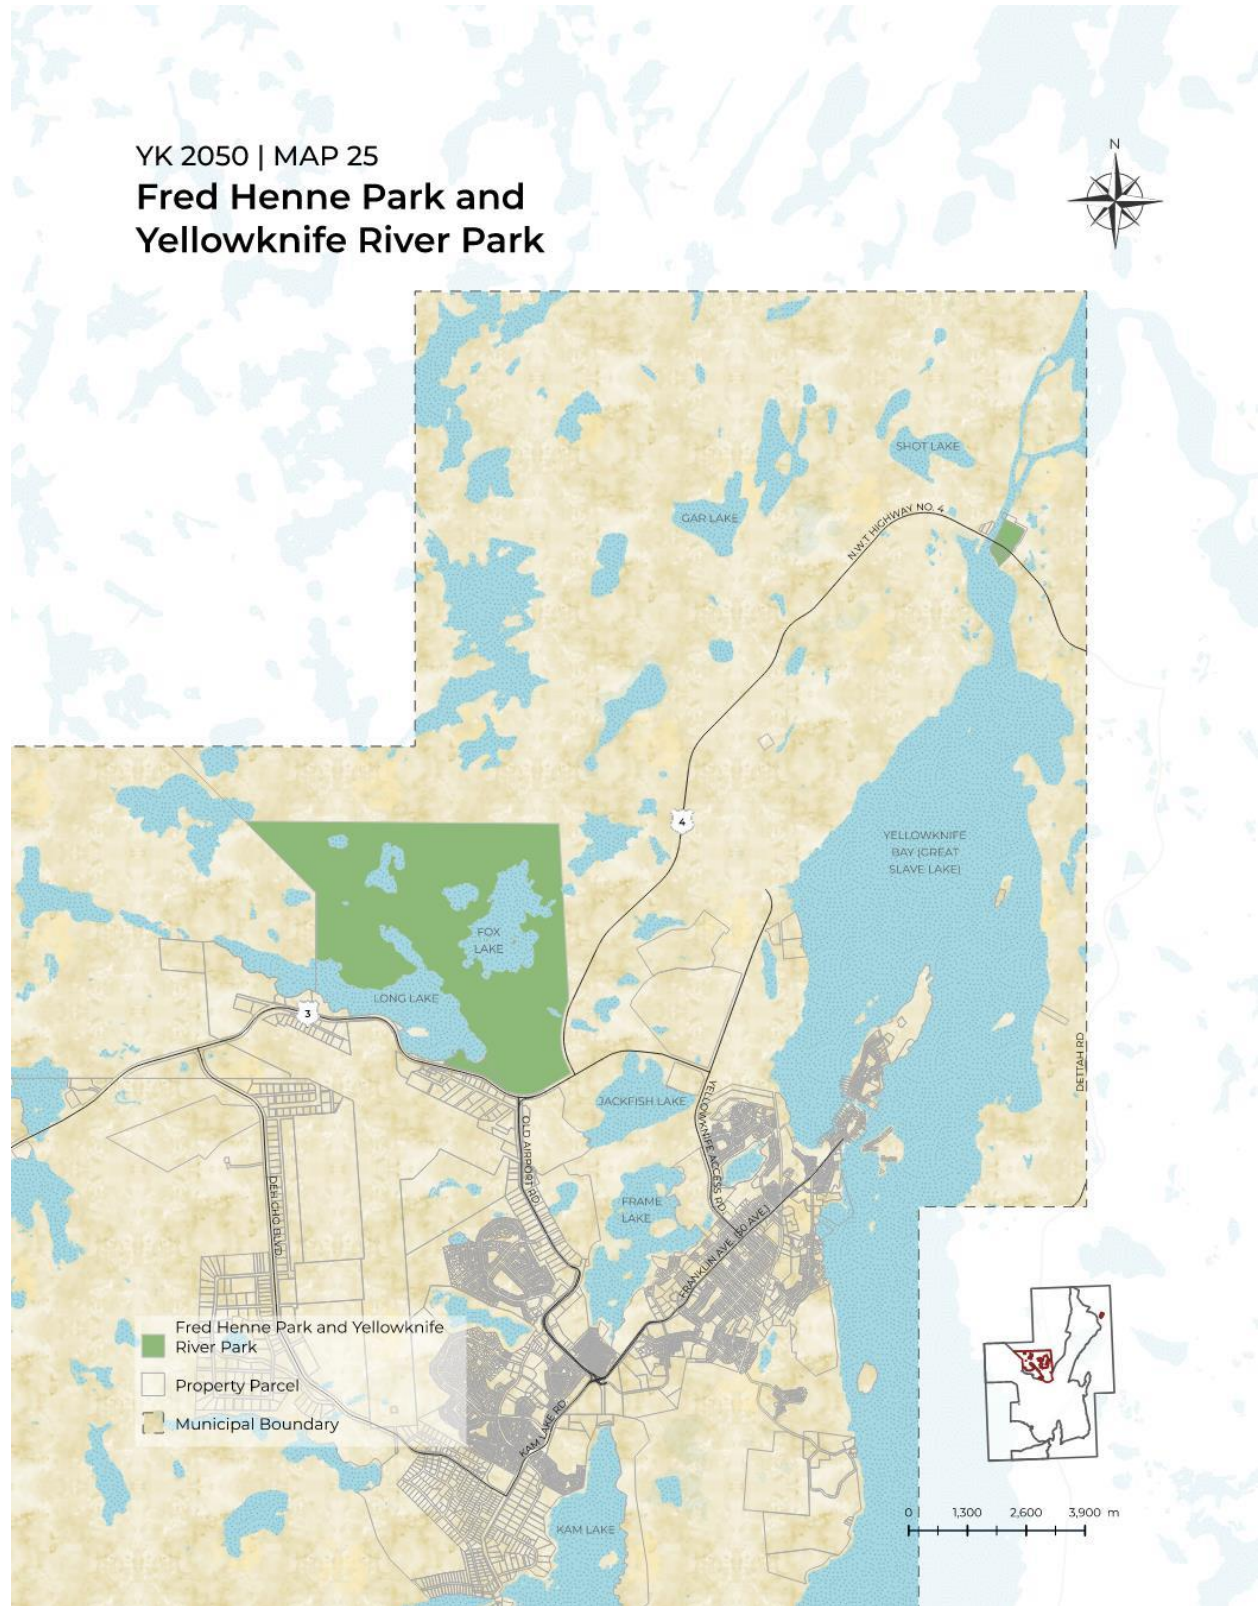 YK 2050 | MAP 25
Fred Henne Park and
Yellowknife River Park
N
SHOT LAKE
GAR LAKE
N.W.T HIGHWAY NO. 4
4
YELLOWKNIFE
BAY (GREAT
SLAVE LAKE)
FOX
LAKE
LONG LAKE
3
DETTAH RD
JACKFISH LAKE
YELLOWKNIFE ACCESS RD.
OLD AIRPORT RD.
DEH CHO BLVD.
FRAME
LAKE
FRANKLIN AVE. (50 AVE.)
Fred Henne Park and Yellowknife
River Park
Property Parcel
Municipal Boundary
KAM LAKE RD.
KAM LAKE
0 1,300 2,600 3,900 m